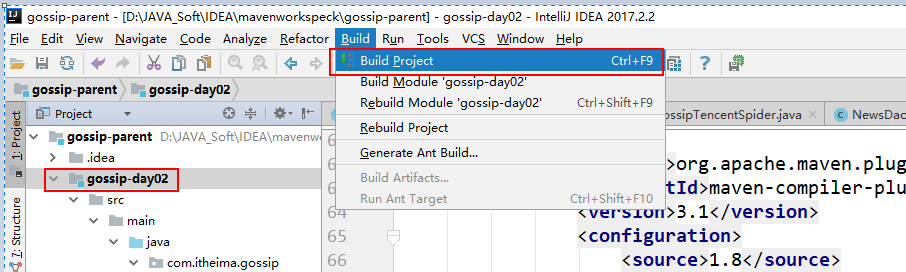 gossip-parent - [D:\JAVA_Soft\IDEA\mavenworkspeck\gossip-parent] - gossip-day02 - IntelliJ IDEA 2017.2.2
File Edit View Navigate Code Analyze Refactor Build Run Tools VCS Window Help
Build Project Ctrl+F9
gossip-parent gossip-day02
Build Module 'gossip-day02'
Rebuild Module 'gossip-day02' Ctrl+Shift+F9
Project
GossipTencentSpider.java
NewsDac
Rebuild Project
1: Project
gossip-parent D:\JAVA_Soft\IDEA\mavenw
Generate Ant Build...
.idea
>org.apache.maven.plug
Build Artifacts...
gossip-day02
tId>maven-compiler-plu
Run Ant Target Ctrl+Shift+F10
src
64 <version>3.1</version>
7: Structure
main
65 <configuration>
java
66 <source>1.8</source>
com.itheima.gossip